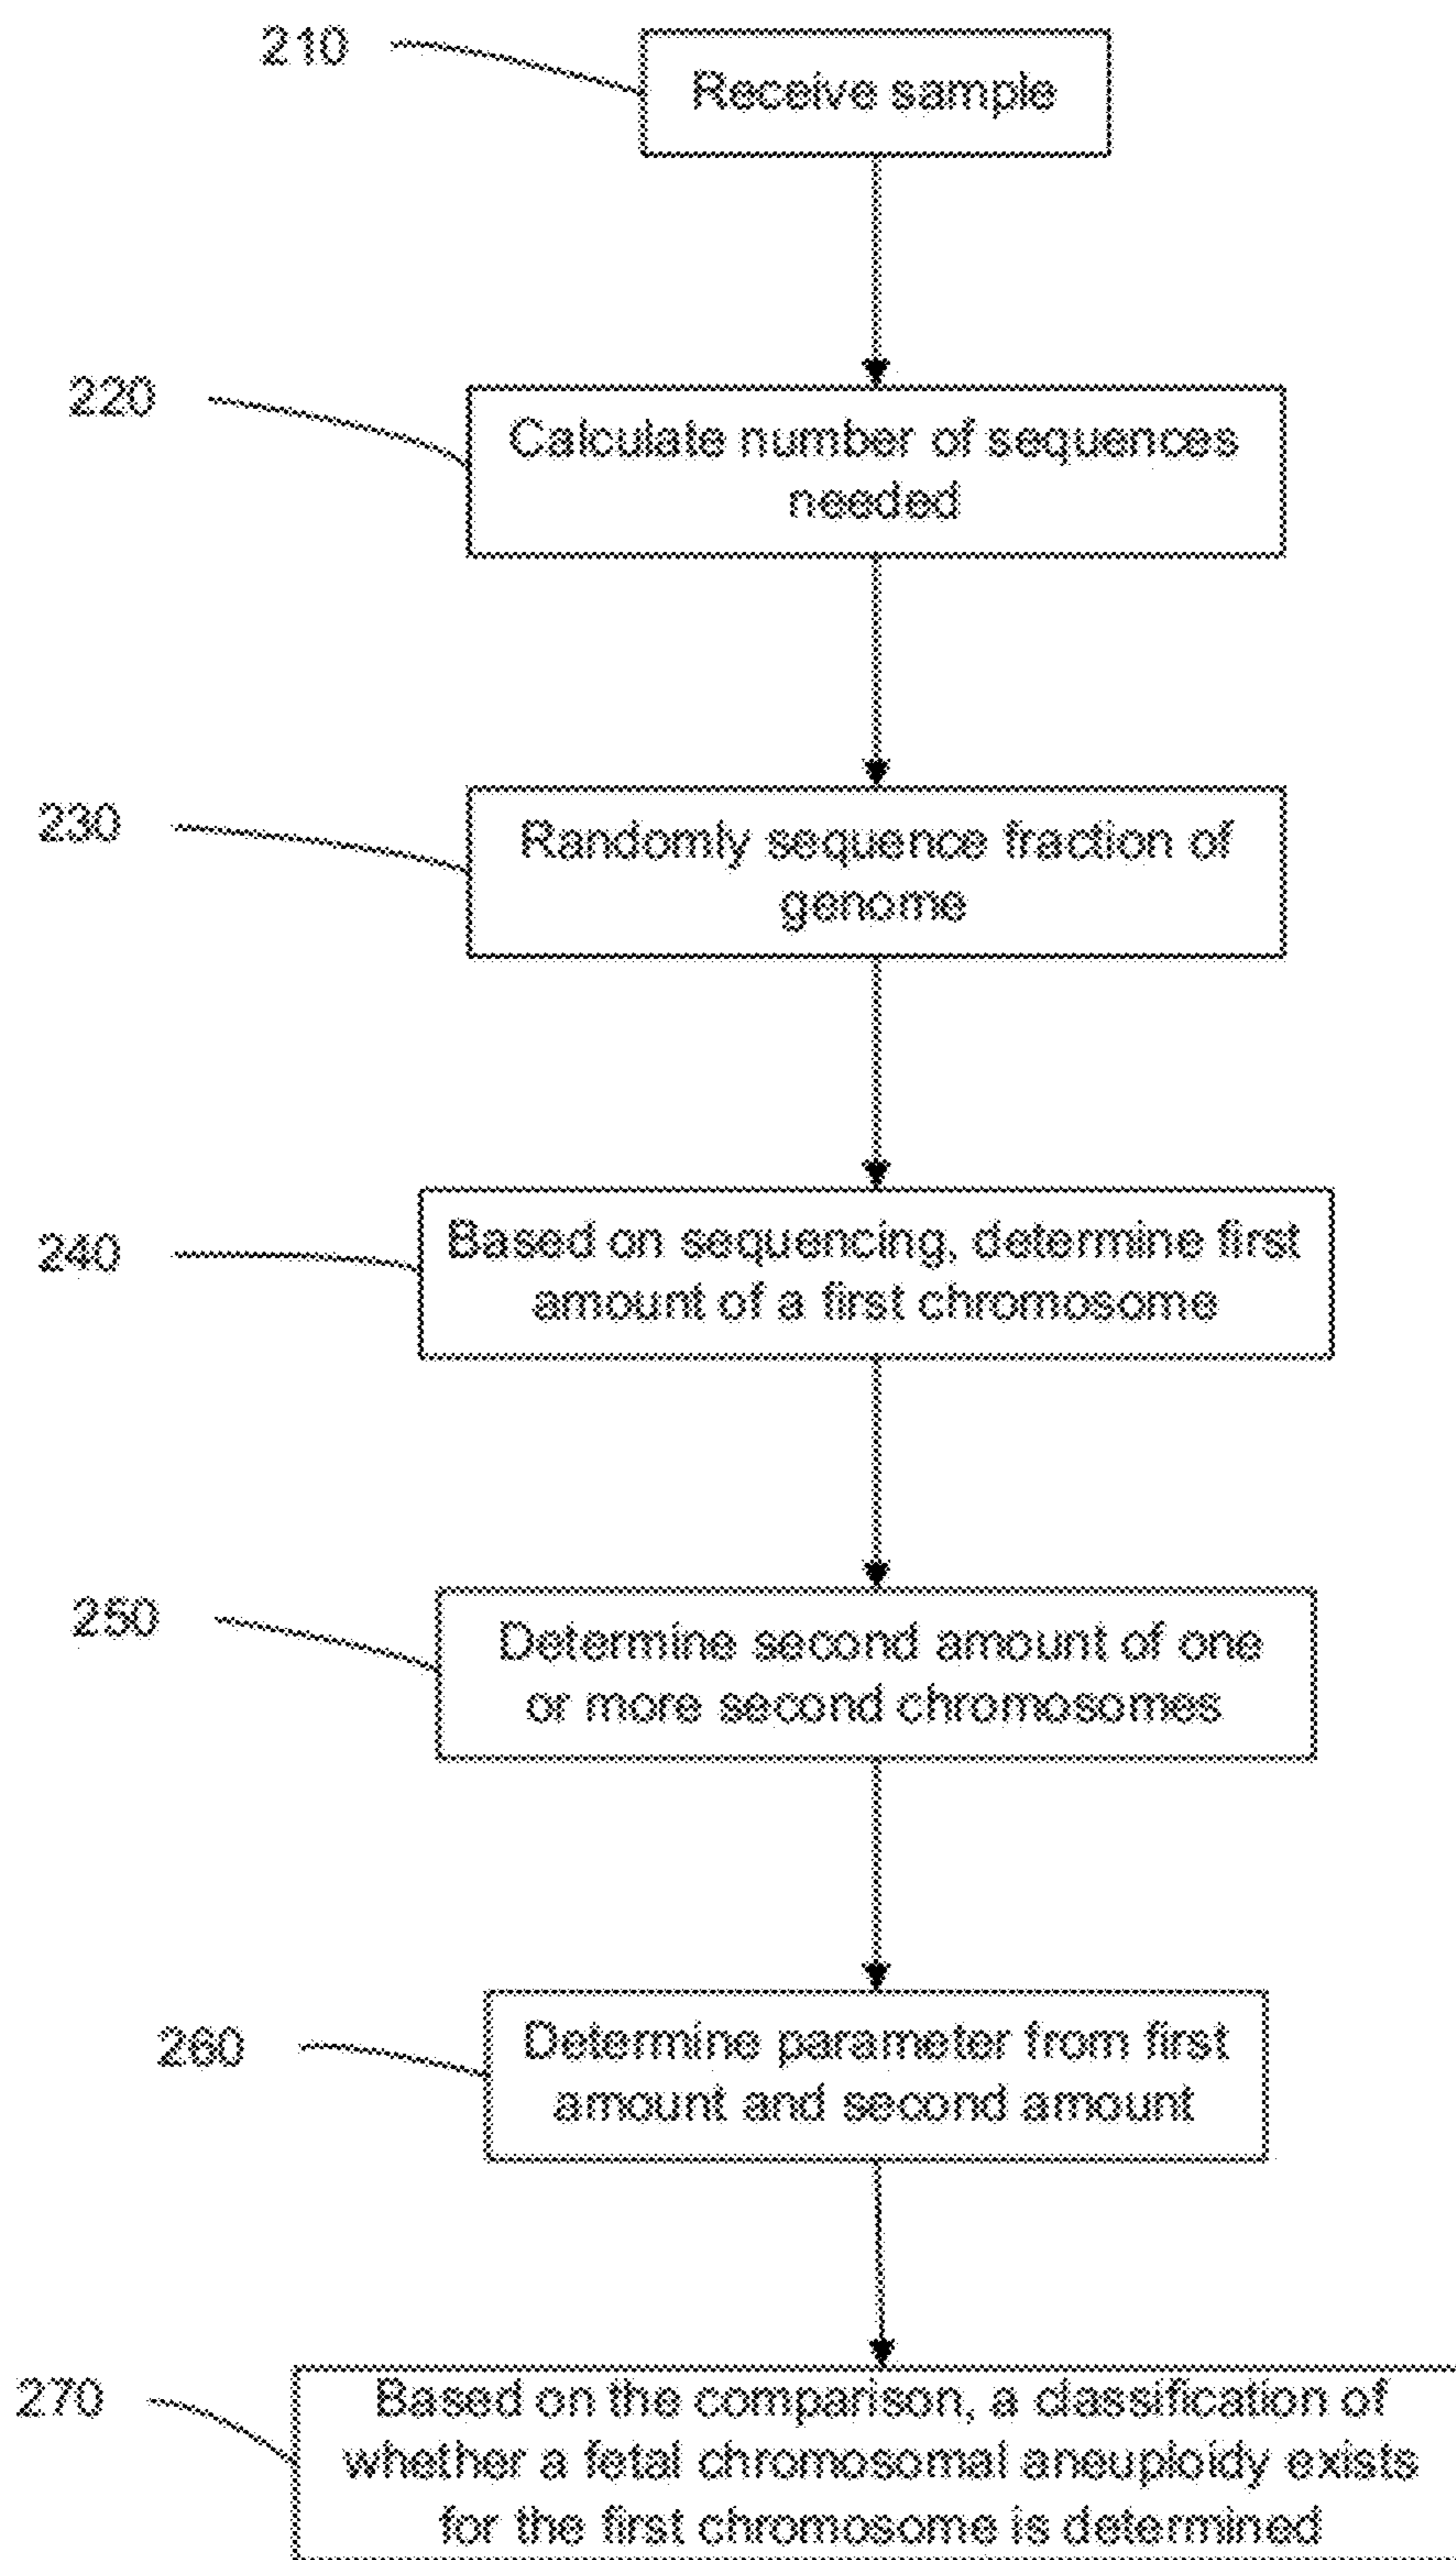 210
Receive sample
220
Calculate number of sequences
needed
230
Randomly sequence fraction of
genome
240
Based on sequencing, determine first
amount of a first chromosome
250
Determine second amount of one
or more second chromosomes
260
Determine parameter from first
amount and second amount
270
Based on the comparison, a classification of
whether a fetal chromosomal aneuploidy exists
for the first chromosome is determined